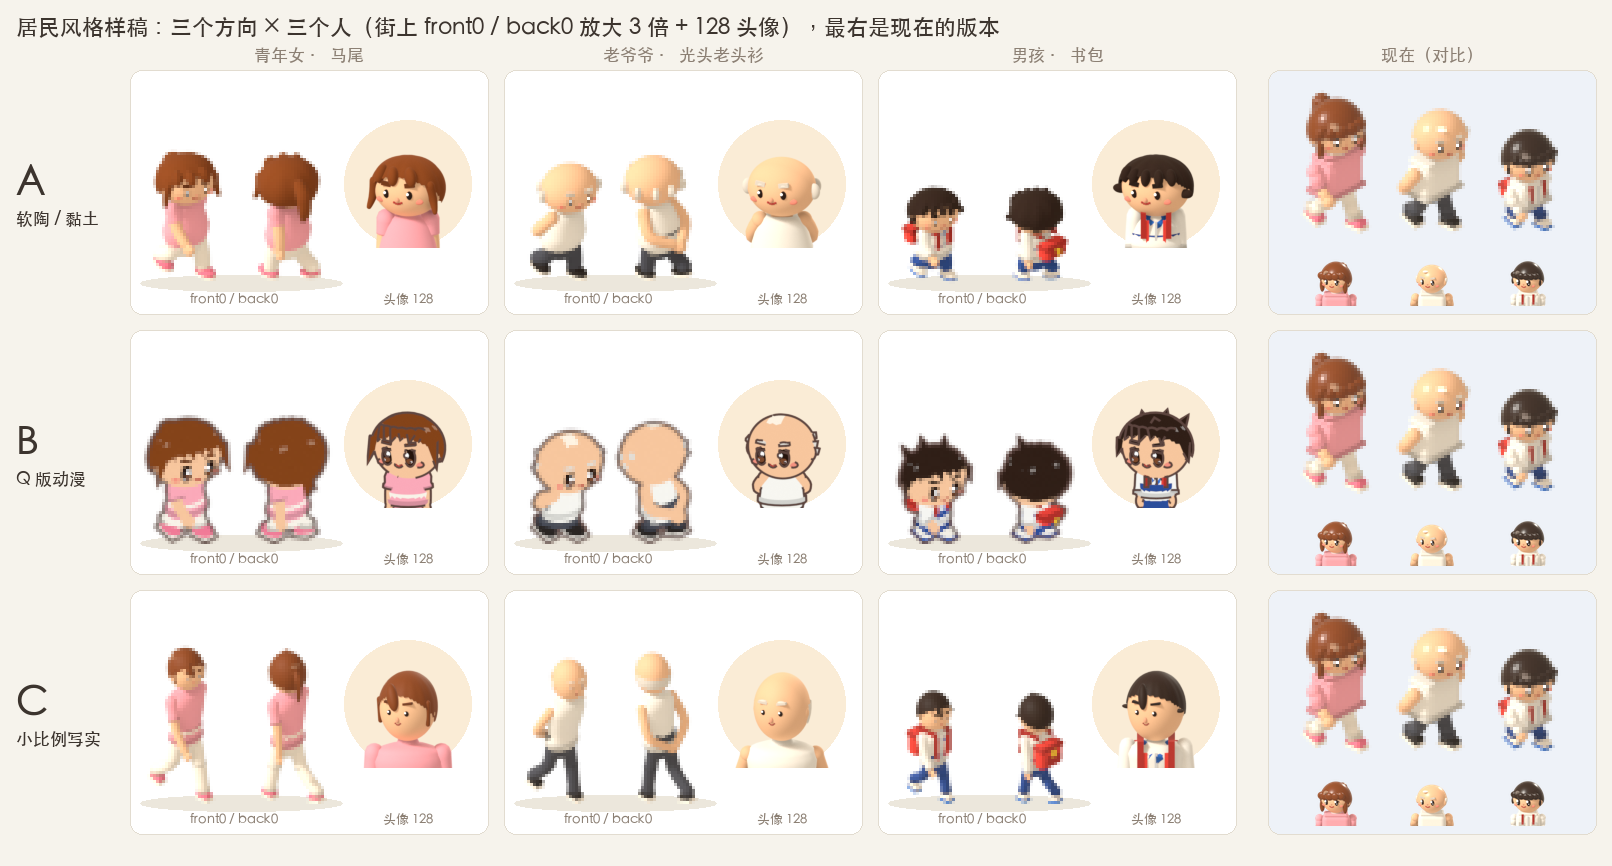 居民风格样稿：三个方向 × 三个人（街上 front0 / back0 放大 3 倍 + 128 头像），最右是现在的版本
青年女 · 马尾
老爷爷 · 光头老头衫
男孩 · 书包
现在（对比）
A
软陶 / 黏土
front0 / back0
头像 128
front0 / back0
头像 128
front0 / back0
头像 128
B
Q 版动漫
front0 / back0
头像 128
front0 / back0
头像 128
front0 / back0
头像 128
C
小比例写实
front0 / back0
头像 128
front0 / back0
头像 128
front0 / back0
头像 128